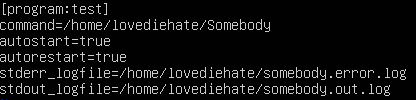 [program:test]
command=/home/lovediehate/Somebody
autostart=true
autorestart=true
stderr_logfile=/home/lovediehate/somebody.error.log
stdout_logfile=/home/lovediehate/somebody.out.log